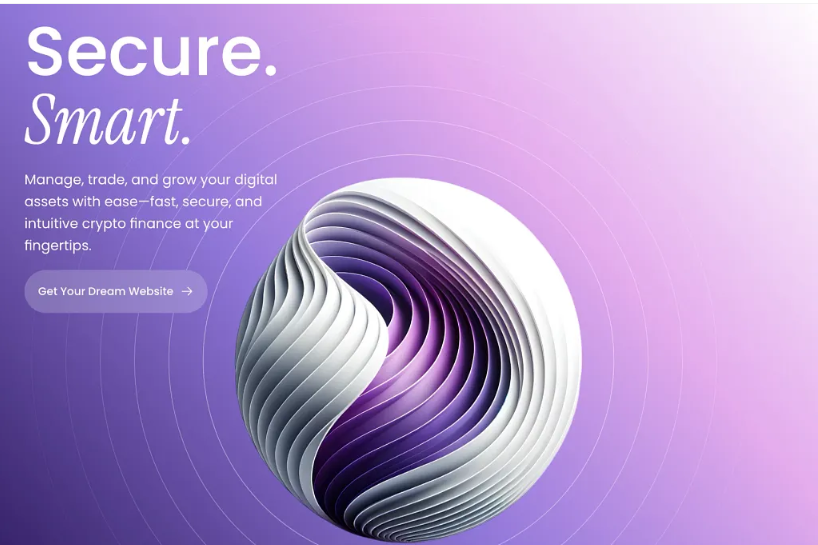 Secure.
Smart.
Manage, trade, and grow your digital
assets with ease—fast, secure, and
intuitive crypto finance at your
fingertips.
Get Your Dream Website →